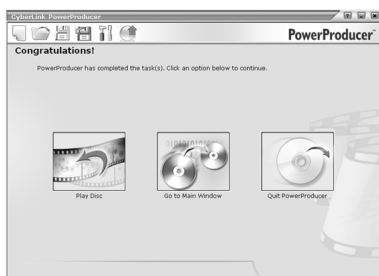 CyberLink PowerProducer
PowerProducer™
Congratulations!
PowerProducer has completed the task(s). Click an option below to continue.
Play Disc
Go to Main Window
Quit PowerProducer